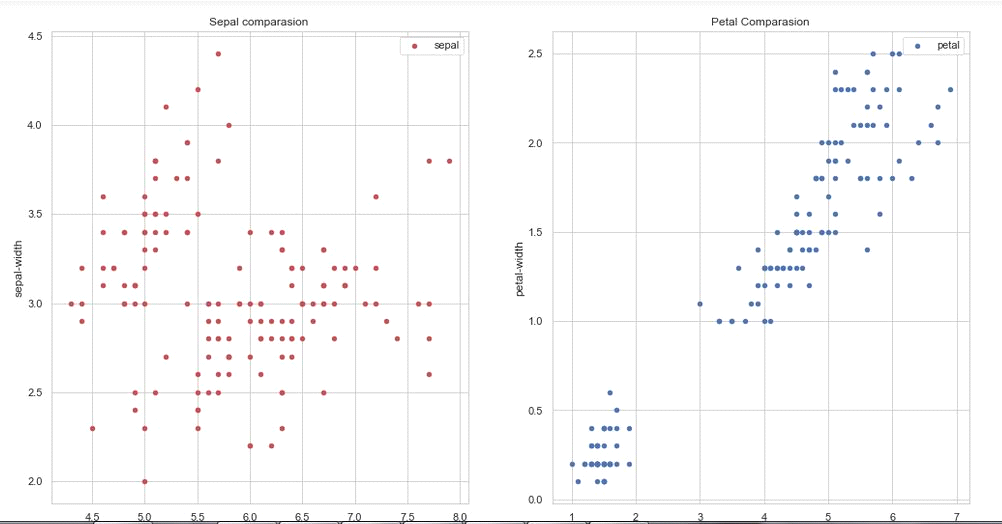 Sepal comparasion
sepal
sepal-width
4.5
4.0
3.5
3.0
2.5
2.0
4.5 5.0 5.5 6.0 6.5 7.0 7.5 8.0
Petal Comparasion
petal
petal-width
2.5
2.0
1.5
1.0
0.5
0.0
1 2 3 4 5 6 7